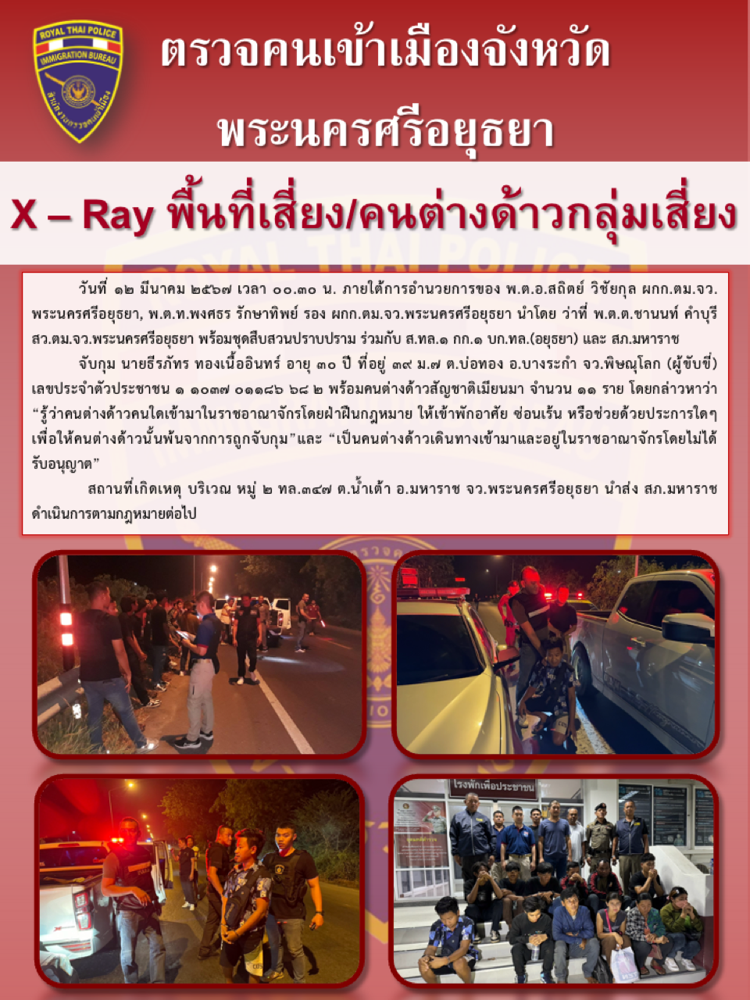 ROYAL THAI POLICE
IMMIGRATION BUREAU
สำนักงานตรวจคนเข้าเมือง
ตรวจคนเข้าเมืองจังหวัด
พระนครศรีอยุธยา
X – Ray พื้นที่เสี่ยง/คนต่างด้าวกลุ่มเสี่ยง
วันที่ ๑๒ มีนาคม ๒๕๖๗ เวลา ๐๐.๓๐ น. ภายใต้การอำนวยการของ พ.ต.อ.สถิตย์ วิชัยกุล ผกก.ตม.จว.
พระนครศรีอยุธยา, พ.ต.ท.พงศธร รักษาทิพย์ รอง ผกก.ตม.จว.พระนครศรีอยุธยา นำโดย ว่าที่ พ.ต.ต.ชานนท์ คำบุรี
สว.ตม.จว.พระนครศรีอยุธยา พร้อมชุดสืบสวนปราบปราม ร่วมกับ ส.ทล.๑ กก.๑ บก.ทล.(อยุธยา) และ สภ.มหาราช
จับกุม นายธีรภัทร ทองเนื้ออินทร์ อายุ ๓๐ ปี ที่อยู่ ๓๙ ม.๗ ต.บ่อทอง อ.บางระกำ จว.พิษณุโลก (ผู้ขับขี่)
เลขประจำตัวประชาชน ๑ ๑๐๓๗ ๐๑๑๘๖ ๖๘ ๒ พร้อมคนต่างด้าวสัญชาติเมียนมา จำนวน ๑๑ ราย โดยกล่าวหาว่า
“รู้ว่าคนต่างด้าวคนใดเข้ามาในราชอาณาจักรโดยฝ่าฝืนกฎหมาย ให้เข้าพักอาศัย ซ่อนเร้น หรือช่วยด้วยประการใดๆ
เพื่อให้คนต่างด้าวนั้นพ้นจากการถูกจับกุม”และ “เป็นคนต่างด้าวเดินทางเข้ามาและอยู่ในราชอาณาจักรโดยไม่ได้
รับอนุญาต”
สถานที่เกิดเหตุ บริเวณ หมู่ ๒ ทล.๓๔๗ ต.น้ำเต้า อ.มหาราช จว.พระนครศรีอยุธยา นำส่ง สภ.มหาราช
ดำเนินการตามกฎหมายต่อไป
โรงพักเพื่อประชาชน